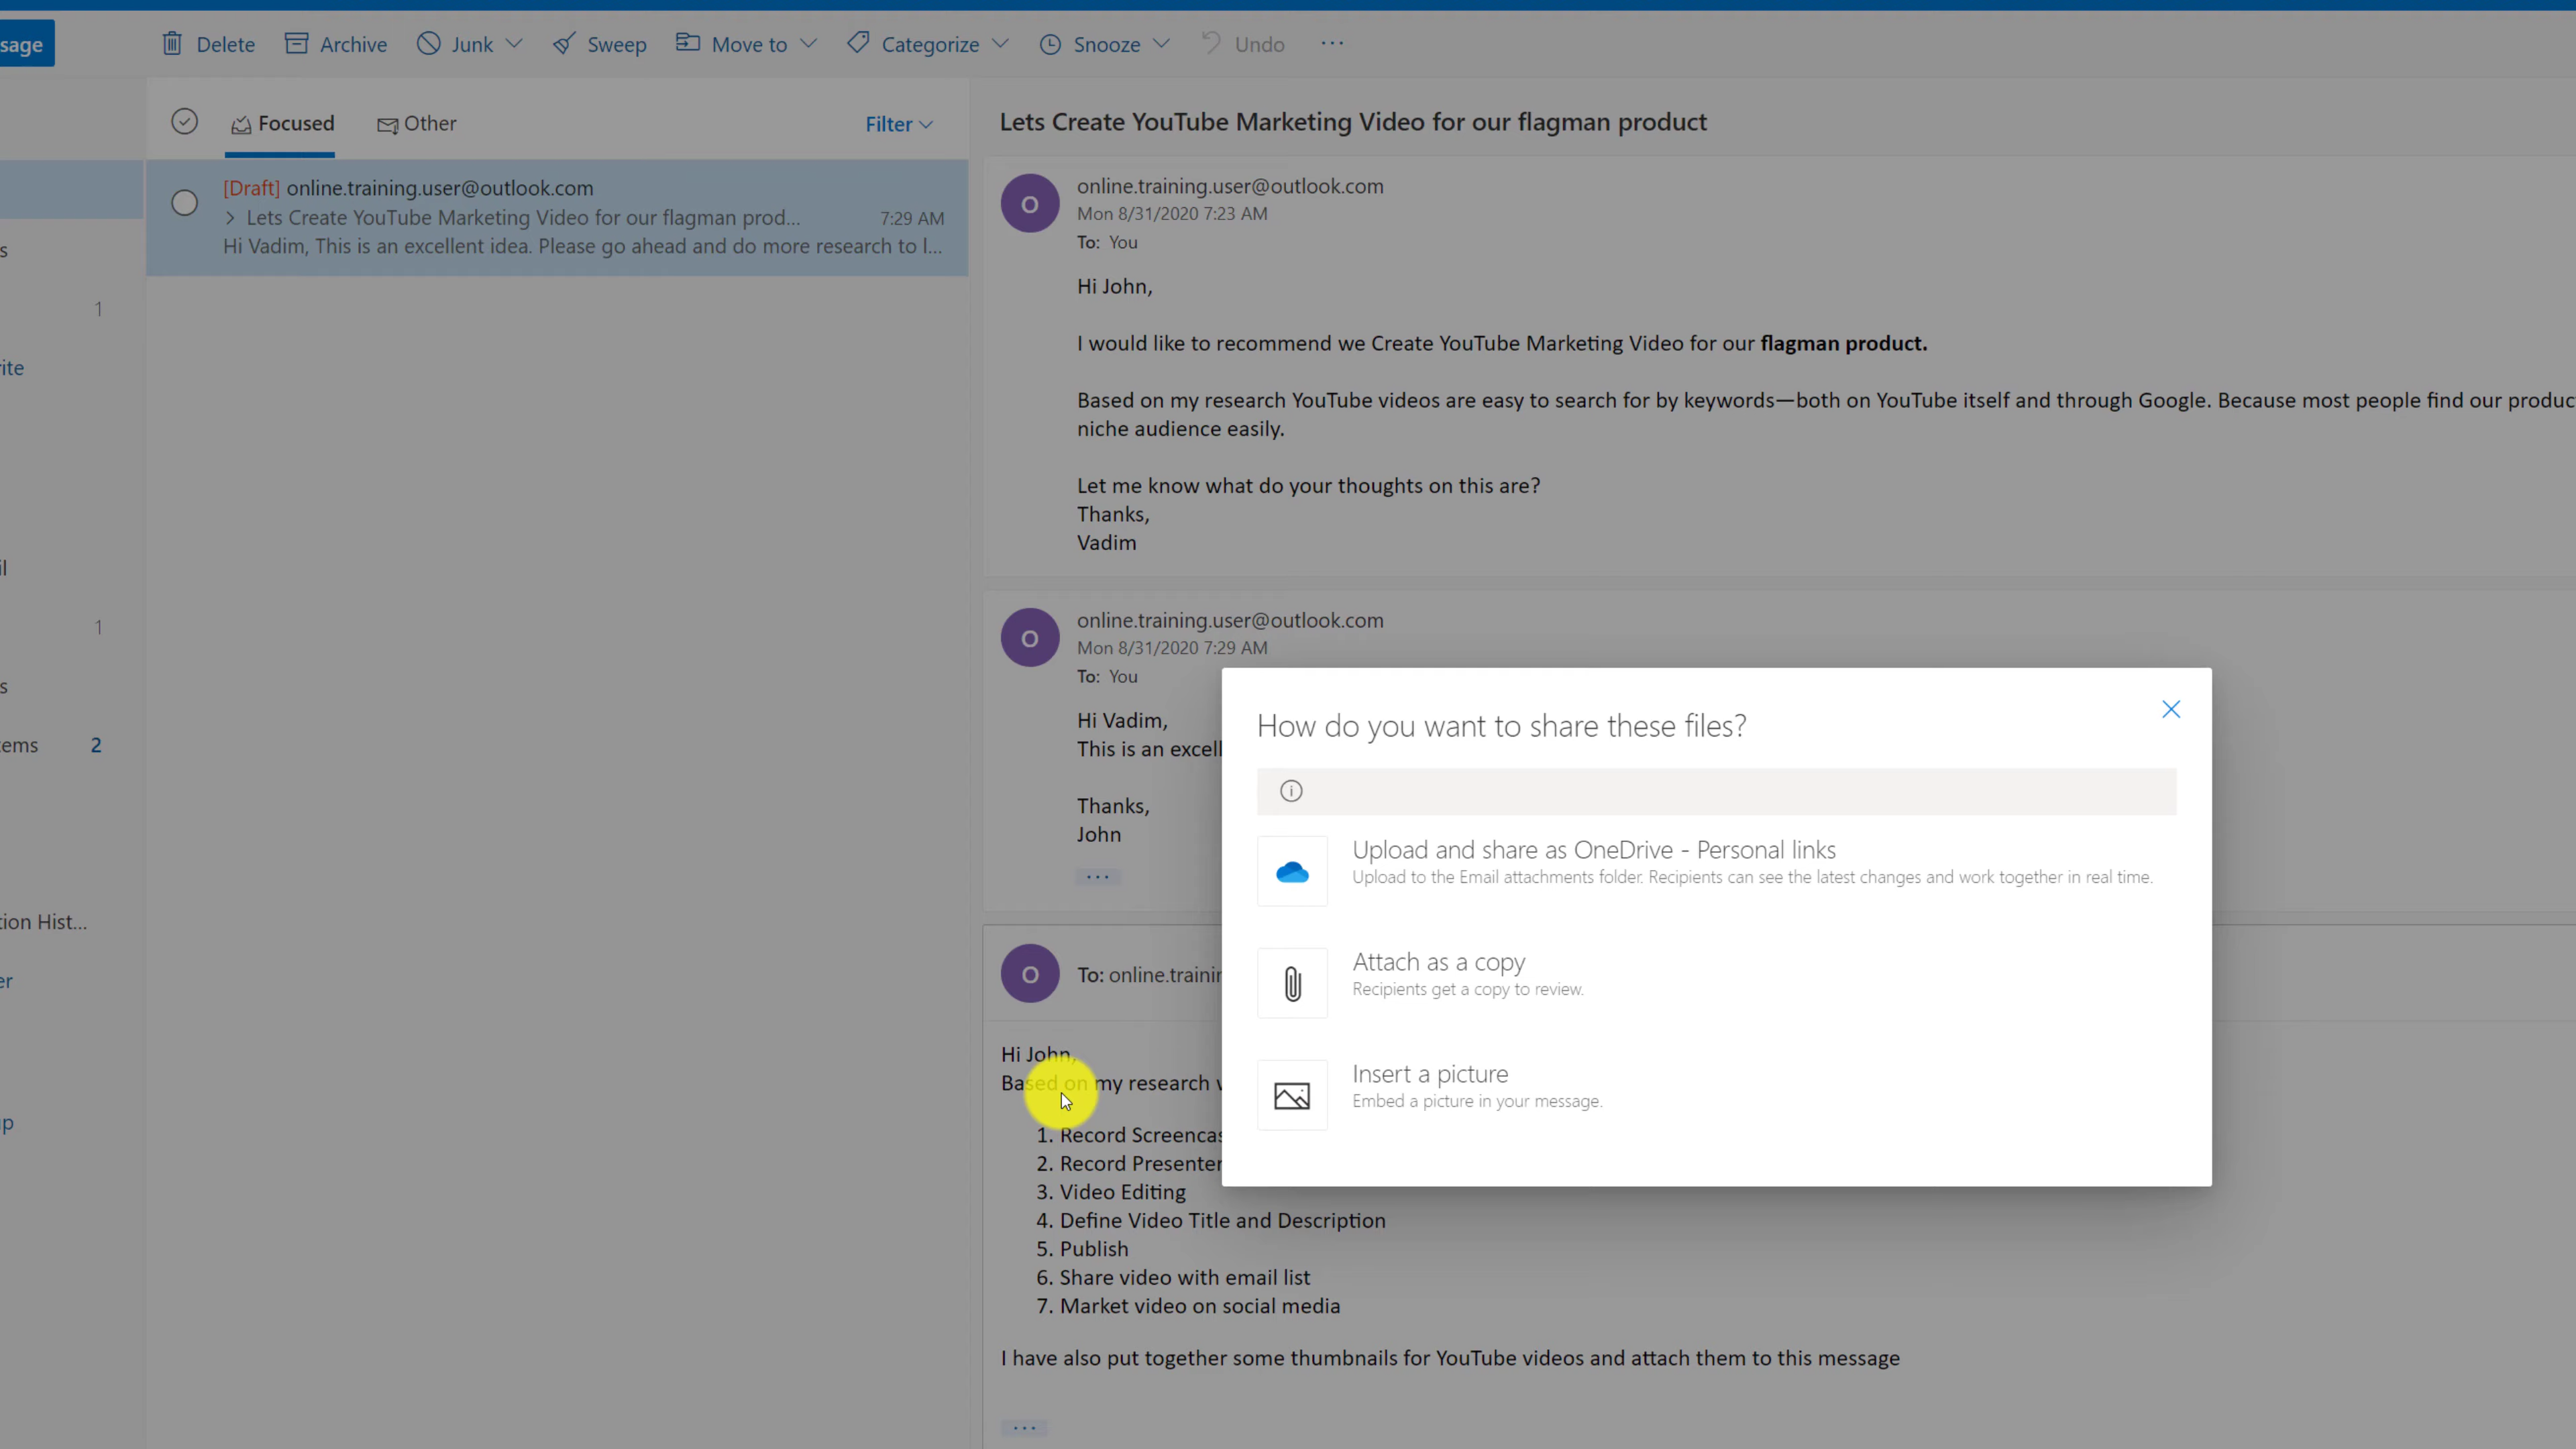 sage
Delete Archive Junk Sweep Move to Categorize Snooze Undo ...
Focused Other Filter
[Draft] online.training.user@outlook.com
> Lets Create YouTube Marketing Video for our flagman prod... 7:29 AM
Hi Vadim, This is an excellent idea. Please go ahead and do more research to l...
s
1
rite
il
1
s
tems 2
tion Hist...
er
up
Lets Create YouTube Marketing Video for our flagman product
O
online.training.user@outlook.com
Mon 8/31/2020 7:23 AM
To: You
Hi John,
I would like to recommend we Create YouTube Marketing Video for our flagman product.
Based on my research YouTube videos are easy to search for by keywords—both on YouTube itself and through Google. Because most people find our produc
niche audience easily.
Let me know what do your thoughts on this are?
Thanks,
Vadim
O
online.training.user@outlook.com
Mon 8/31/2020 7:29 AM
To: You
Hi Vadim,
This is an excell
Thanks,
John
...
O
To: online.trainin
Hi John,
Based on my research w
1. Record Screencas
2. Record Presenter
3. Video Editing
4. Define Video Title and Description
5. Publish
6. Share video with email list
7. Market video on social media
I have also put together some thumbnails for YouTube videos and attach them to this message
...
How do you want to share these files?
Upload and share as OneDrive - Personal links
Upload to the Email attachments folder. Recipients can see the latest changes and work together in real time.
Attach as a copy
Recipients get a copy to review.
Insert a picture
Embed a picture in your message.